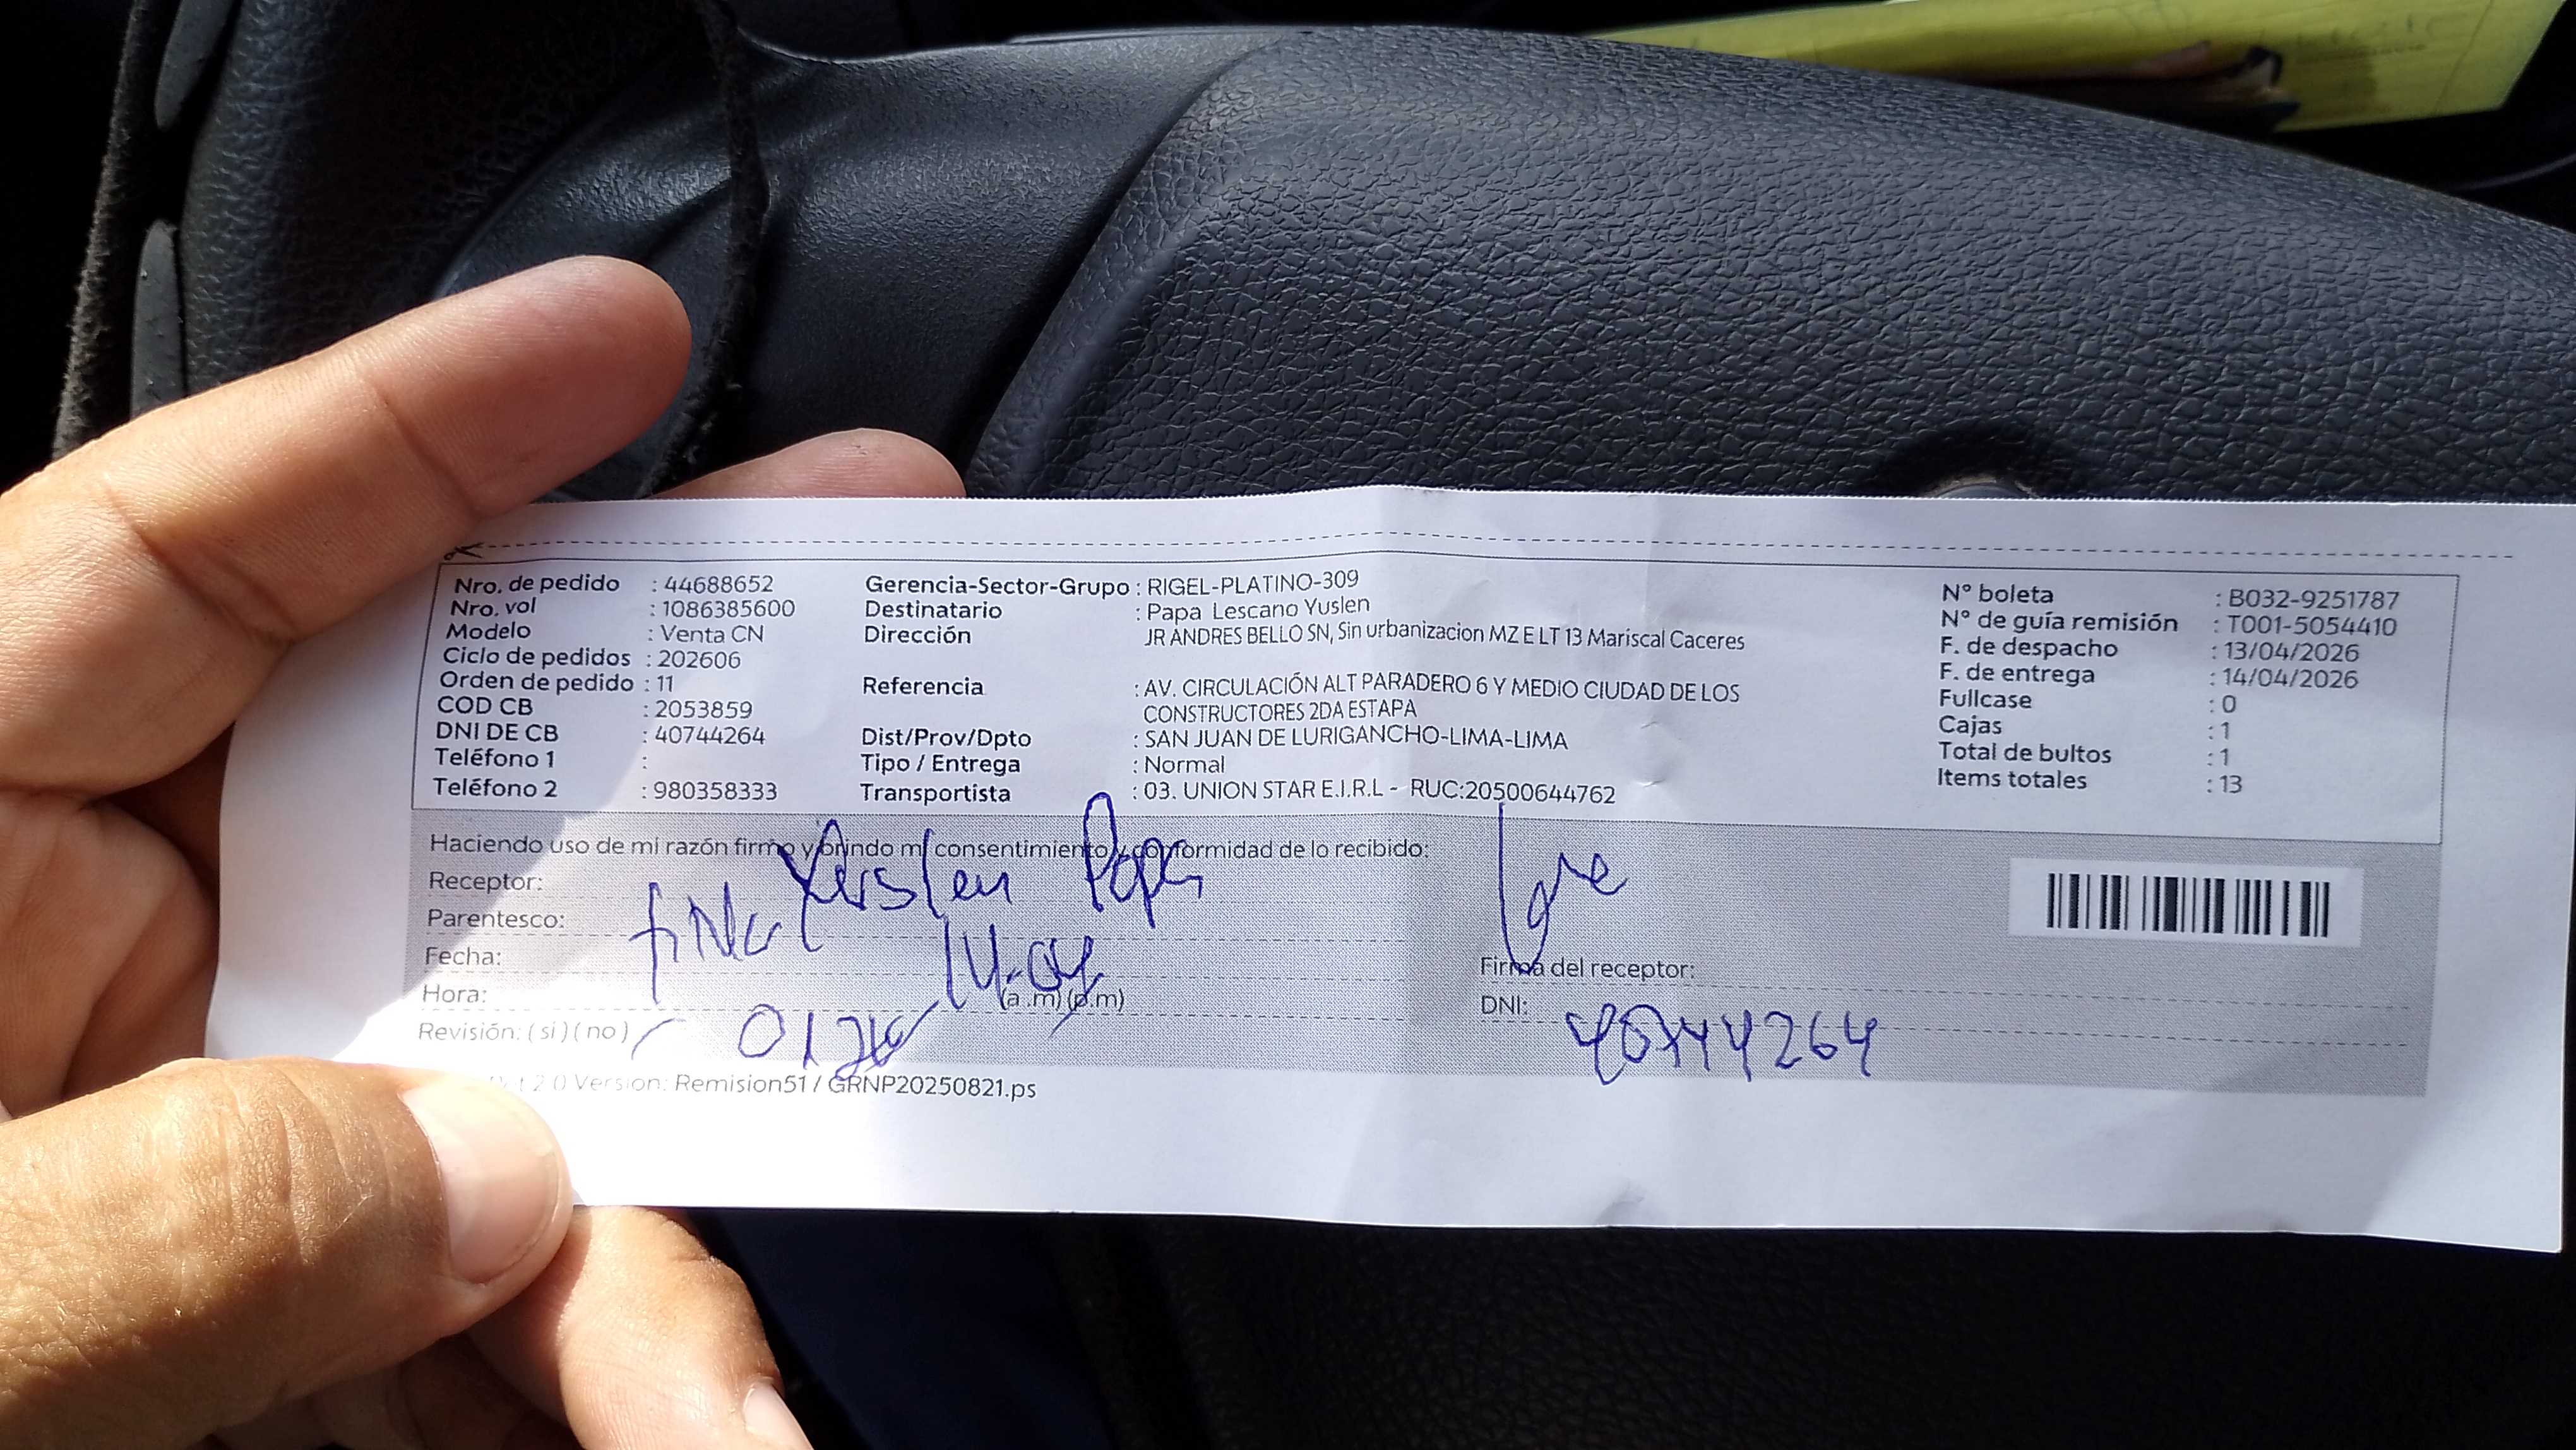 Nro. de pedido : 44688652
Nro. vol : 1086385600
Modelo : Venta CN
Ciclo de pedidos : 202606
Orden de pedido : 11
COD CB : 2053859
DNI DE CB : 40744264
Teléfono 1 :
Teléfono 2 : 980358333
Gerencia-Sector-Grupo : RIGEL-PLATINO-309
Destinatario : Papa Lescano Yuslen
Dirección JR ANDRES BELLO SN, Sin urbanizacion MZ E LT 13 Mariscal Caceres
Referencia : AV. CIRCULACIÓN ALT PARADERO 6 Y MEDIO CIUDAD DE LOS
CONSTRUCTORES 2DA ESTAPA
Dist/Prov/Dpto : SAN JUAN DE LURIGANCHO-LIMA-LIMA
Tipo / Entrega : Normal
Transportista : 03. UNION STAR E.I.R.L - RUC:20500644762
N° boleta : B032-9251787
N° de guía remisión : T001-5054410
F. de despacho : 13/04/2026
F. de entrega : 14/04/2026
Fullcase : 0
Cajas : 1
Total de bultos : 1
Items totales : 13
Haciendo uso de mi razón firmo y brindo mi consentimiento y conformidad de lo recibido:
Receptor: Papa
Parentesco:
Fecha:
Hora: (a.m) (p.m)
Revisión: ( si ) ( no )
Firma del receptor:
DNI: 40744264
2.0 Version: Remision51 / GRNP20250821.ps